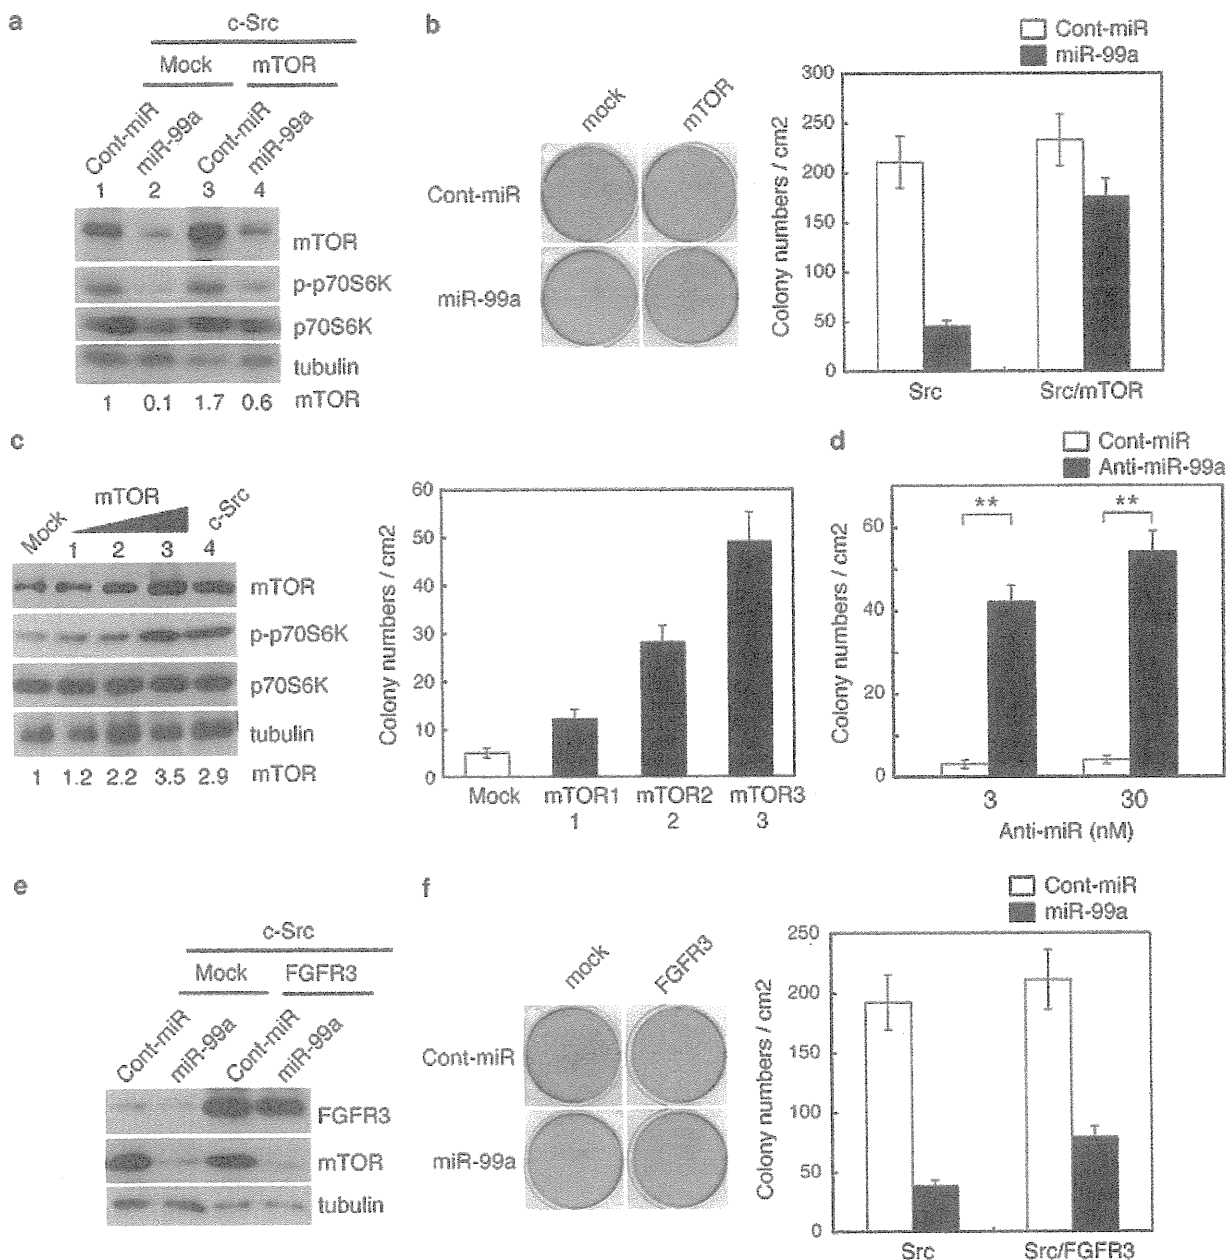 a
c-Src
Mock mTOR
Cont-miR miR-99a Cont-miR miR-99a
1 2 3 4
mTOR
p-p70S6K
p70S6K
tubulin
1 0.1 1.7 0.6 mTOR
b
mock mTOR
Cont-miR
miR-99a
Cont-miR
miR-99a
Colony numbers / cm2
300
250
200
150
100
50
0
Src Src/mTOR
c
Mock mTOR c-Src
1 2 3 4
mTOR
p-p70S6K
p70S6K
tubulin
1 1.2 2.2 3.5 2.9 mTOR
Colony numbers / cm2
60
50
40
30
20
10
0
Mock mTOR1 mTOR2 mTOR3
1 2 3
d
Cont-miR
Anti-miR-99a
Colony numbers / cm2
60
40
20
0
** **
3 30
Anti-miR (nM)
e
c-Src
Mock FGFR3
Cont-miR miR-99a Cont-miR miR-99a
FGFR3
mTOR
tubulin
f
mock FGFR3
Cont-miR
miR-99a
Cont-miR
miR-99a
Colony numbers / cm2
250
200
150
100
50
0
Src Src/FGFR3